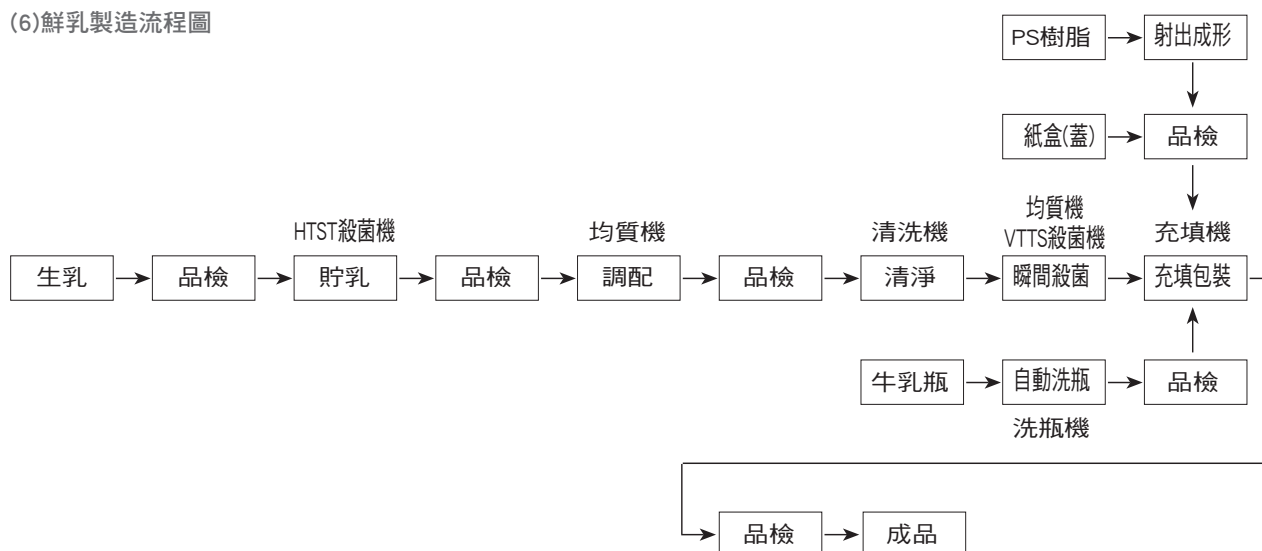 (6)鮮乳製造流程圖
PS樹脂
射出成形
紙盒(蓋)
品檢
HTST殺菌機
均質機
清洗機
均質機
VTTS殺菌機
充填機
生乳
品檢
貯乳
品檢
調配
品檢
清淨
瞬間殺菌
充填包裝
牛乳瓶
自動洗瓶
品檢
洗瓶機
品檢
成品